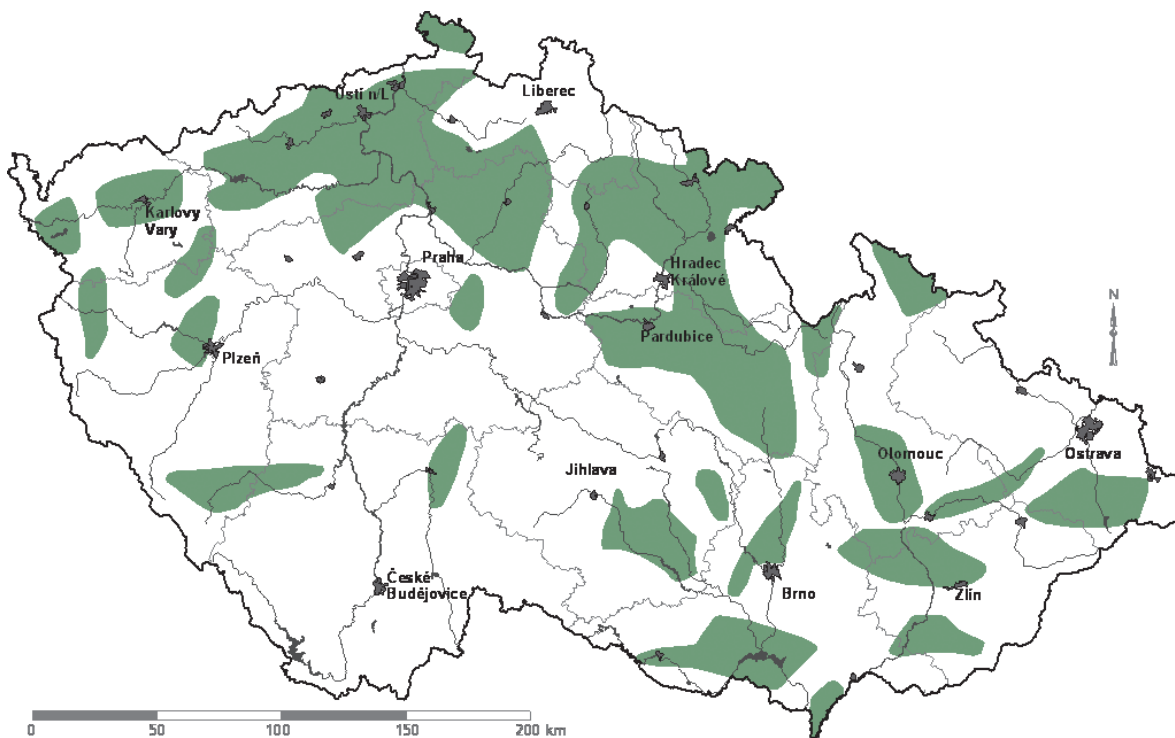 Ústí n/L
Liberec
Karlovy
Vary
Praha
Hradec
Králové
Pardubice
N
Plzeň
Jihlava
Olomouc
Ostrava
České
Budějovice
Brno
Zlín
0 50 100 150 200 km